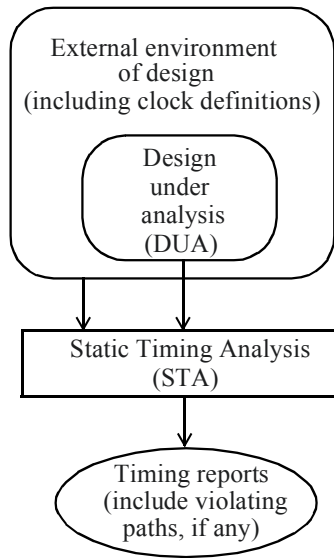 External environment
of design
(including clock definitions)
Design
under
analysis
(DUA)
Static Timing Analysis
(STA)
Timing reports
(include violating
paths, if any)